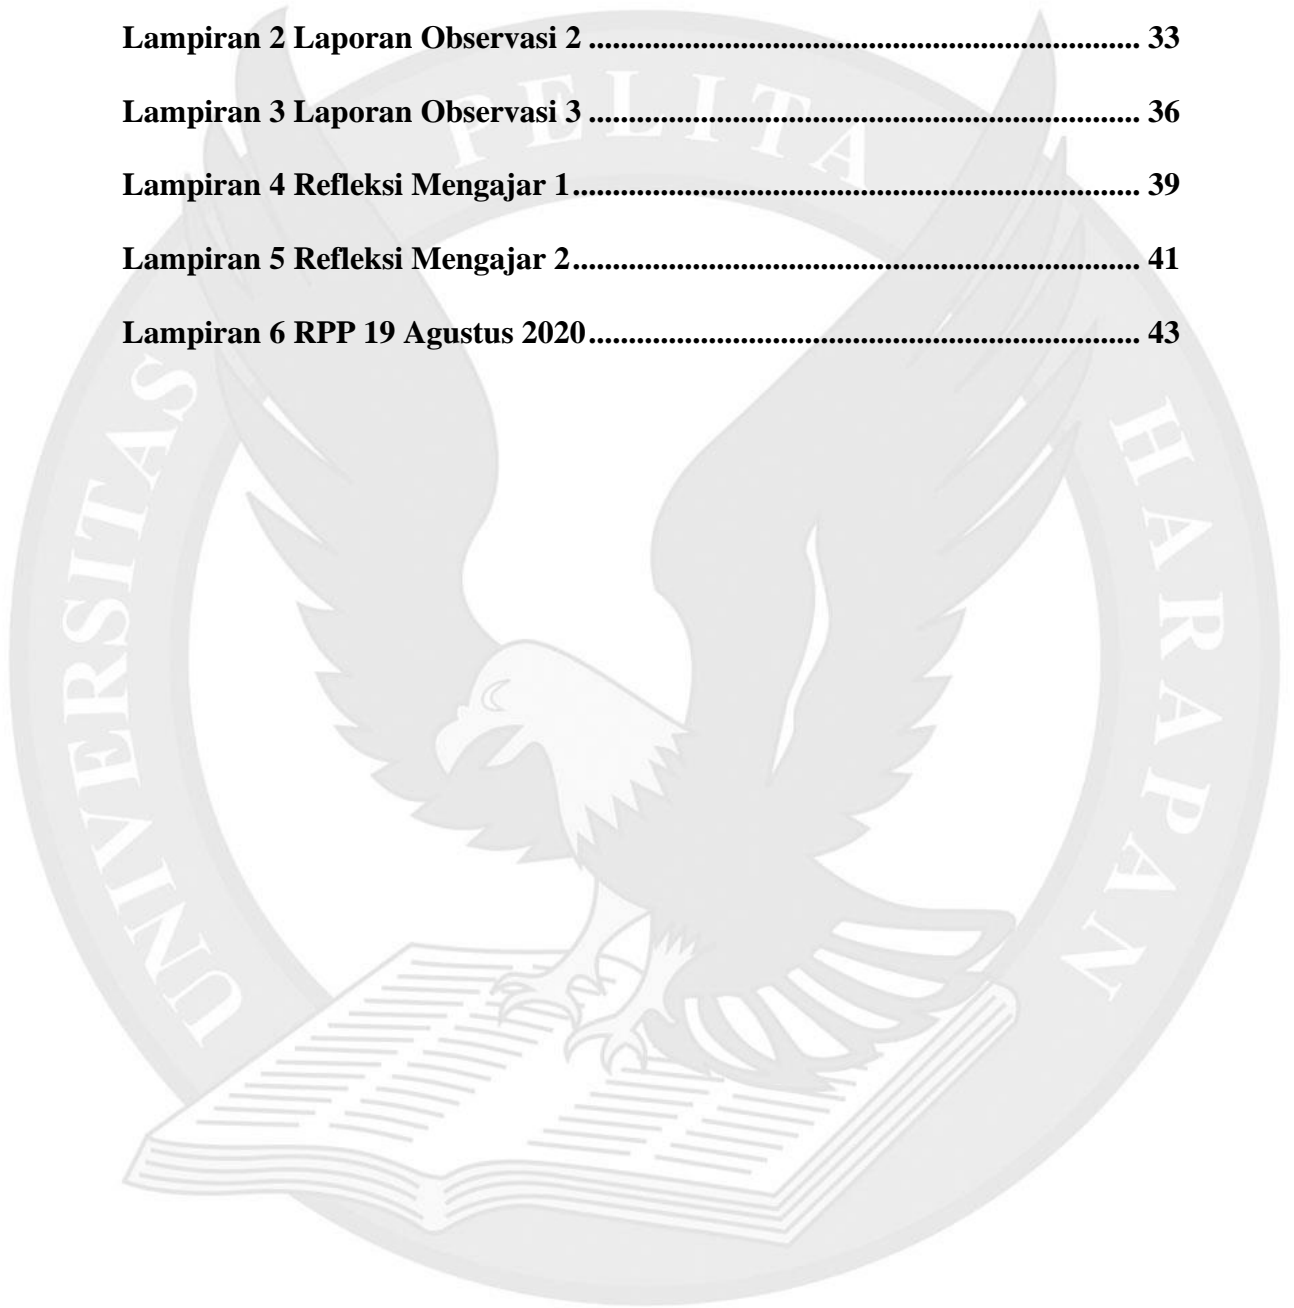 Lampiran 2 Laporan Observasi 2 ..................................................................... 33
Lampiran 3 Laporan Observasi 3 ..................................................................... 36
Lampiran 4 Refleksi Mengajar 1....................................................................... 39
Lampiran 5 Refleksi Mengajar 2....................................................................... 41
Lampiran 6 RPP 19 Agustus 2020..................................................................... 43
UNIVERSITAS PELITA HARAPAN